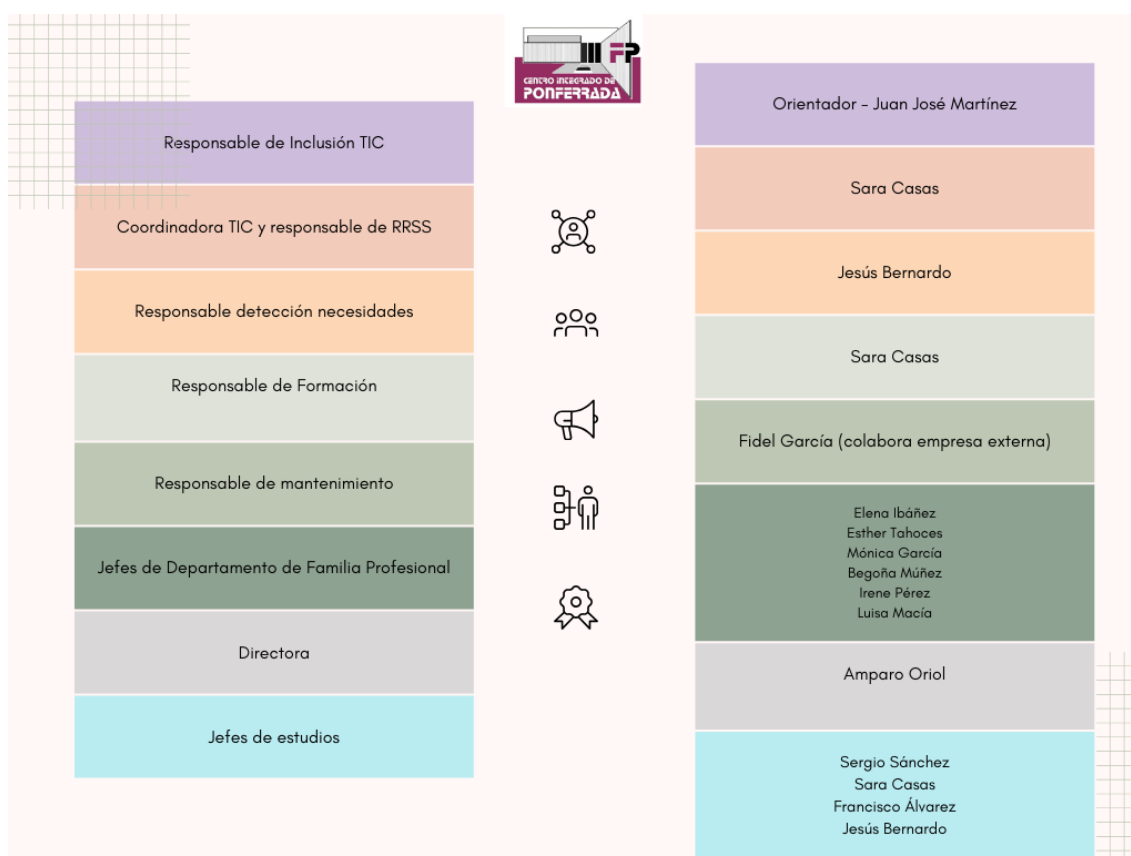 FP
CENTRO INTEGRADO DE
PONFERRADA
Responsable de Inclusión TIC
Coordinadora TIC y responsable de RRSS
Responsable detección necesidades
Responsable de Formación
Responsable de mantenimiento
Jefes de Departamento de Familia Profesional
Directora
Jefes de estudios
Orientador - Juan José Martínez
Sara Casas
Jesús Bernardo
Sara Casas
Fidel García (colabora empresa externa)
Elena Ibáñez
Esther Tahoces
Mónica García
Begoña Múñez
Irene Pérez
Luisa Macía
Amparo Oriol
Sergio Sánchez
Sara Casas
Francisco Álvarez
Jesús Bernardo